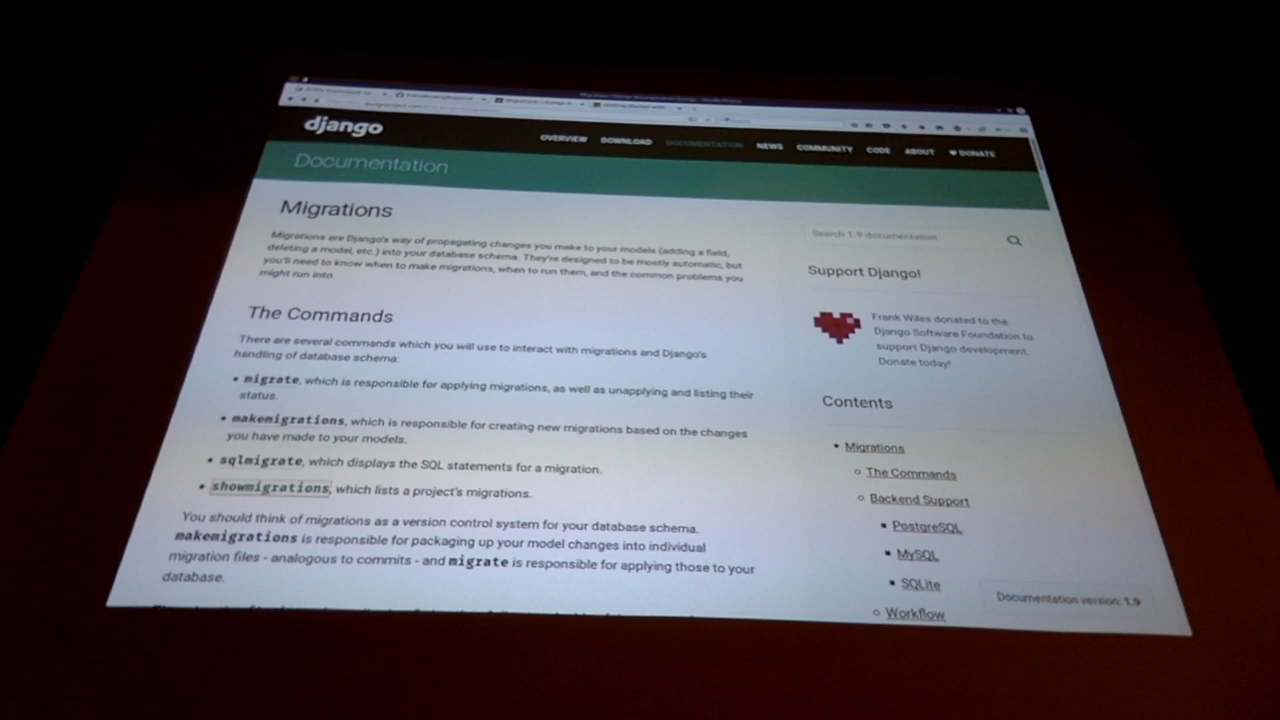 django
OVERVIEW DOWNLOAD DOCUMENTATION NEWS COMMUNITY CODE ABOUT ♥ DONATE
Documentation
Migrations
Migrations are Django's way of propagating changes you make to your models (adding a field,
deleting a model, etc.) into your database schema. They're designed to be mostly automatic, but
you'll need to know when to make migrations, when to run them, and the common problems you
might run into.
The Commands
There are several commands which you will use to interact with migrations and Django's
handling of database schema:
• migrate, which is responsible for applying migrations, as well as unapplying and listing their
status.
• makemigrations, which is responsible for creating new migrations based on the changes
you have made to your models.
• sqlmigrate, which displays the SQL statements for a migration.
• showmigrations, which lists a project's migrations.
You should think of migrations as a version control system for your database schema.
makemigrations is responsible for packaging up your model changes into individual
migration files - analogous to commits - and migrate is responsible for applying those to your
database.
Search 1.9 documentation
Support Django!
Frank Wiles donated to the
Django Software Foundation to
support Django development.
Donate today!
Contents
• Migrations
○ The Commands
○ Backend Support
▪ PostgreSQL
▪ MySQL
▪ SQLite
○ Workflow
Documentation version: 1.9